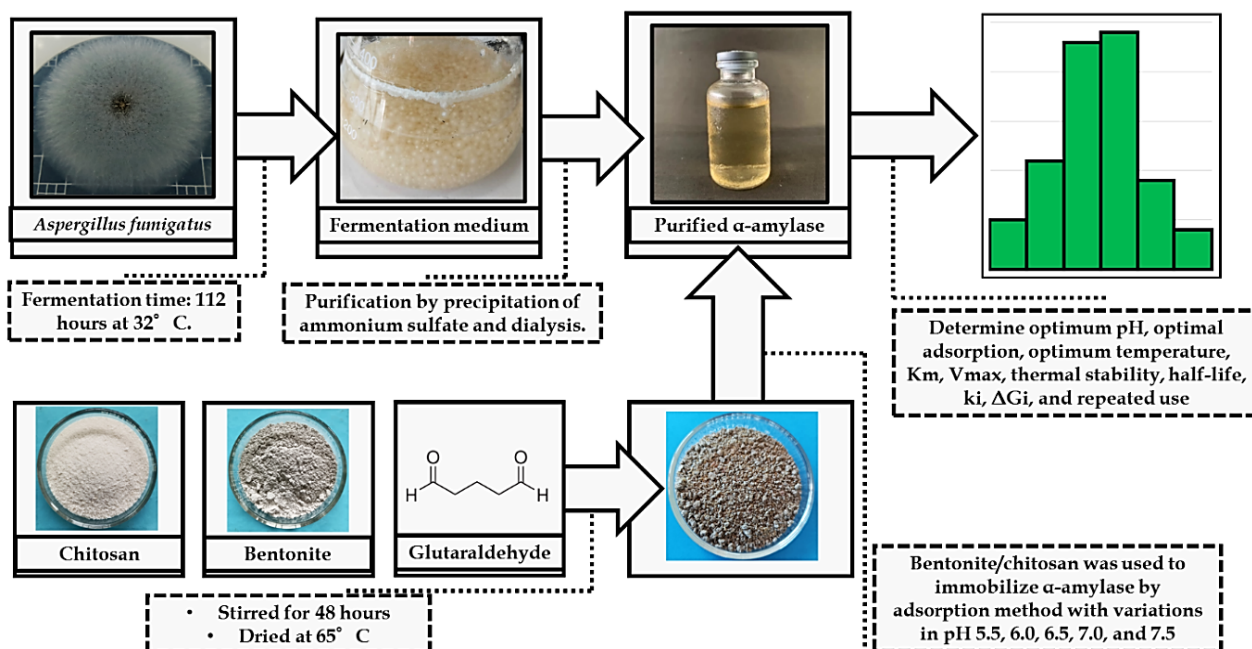 Aspergillus fumigatus
Fermentation medium
Purified α-amylase
Fermentation time: 112
hours at 32° C.
Purification by precipitation of
ammonium sulfate and dialysis.
Determine optimum pH, optimal
adsorption, optimum temperature,
Km, Vmax, thermal stability, half-life,
ki, ΔGi, and repeated use
O O
H H
Chitosan
Bentonite
Glutaraldehyde
• Stirred for 48 hours
• Dried at 65° C
Bentonite/chitosan was used to
immobilize α-amylase by
adsorption method with variations
in pH 5.5, 6.0, 6.5, 7.0, and 7.5